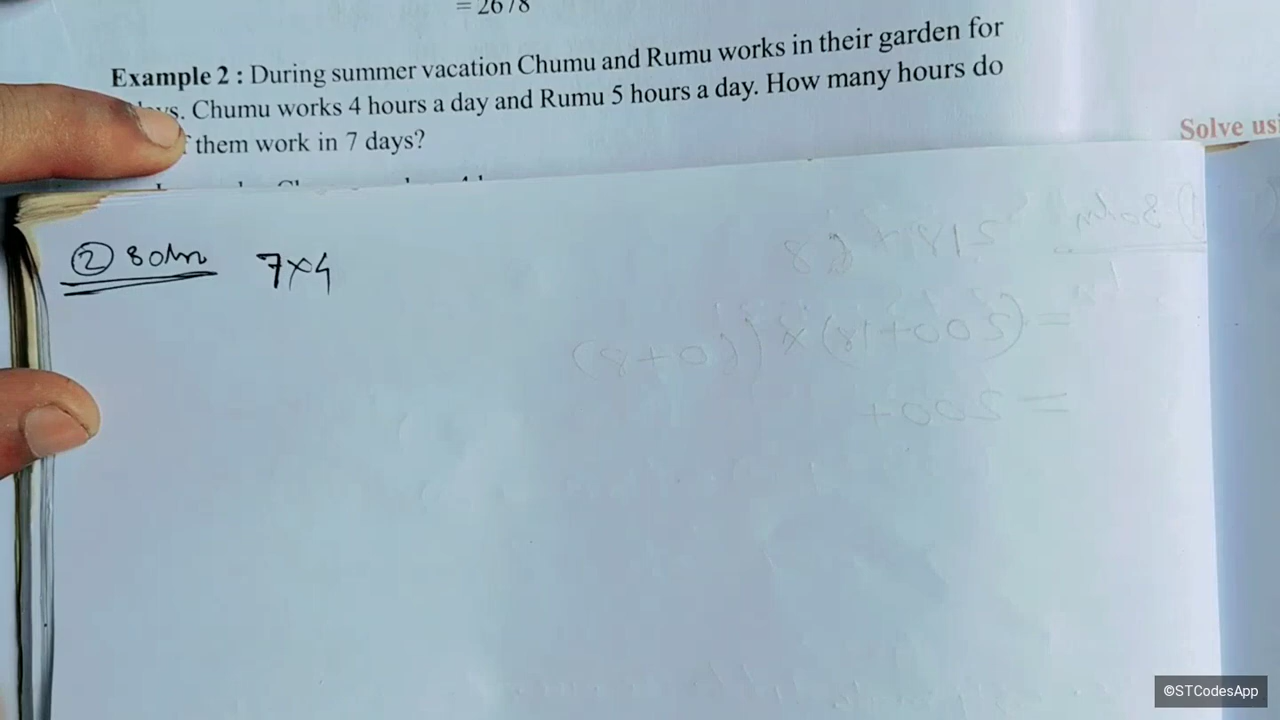 = 2678
Example 2 : During summer vacation Chumu and Rumu works in their garden for
Chumu works 4 hours a day and Rumu 5 hours a day. How many hours do
them work in 7 days?
Solve usi
② Soln 7×4
©STCodesApp